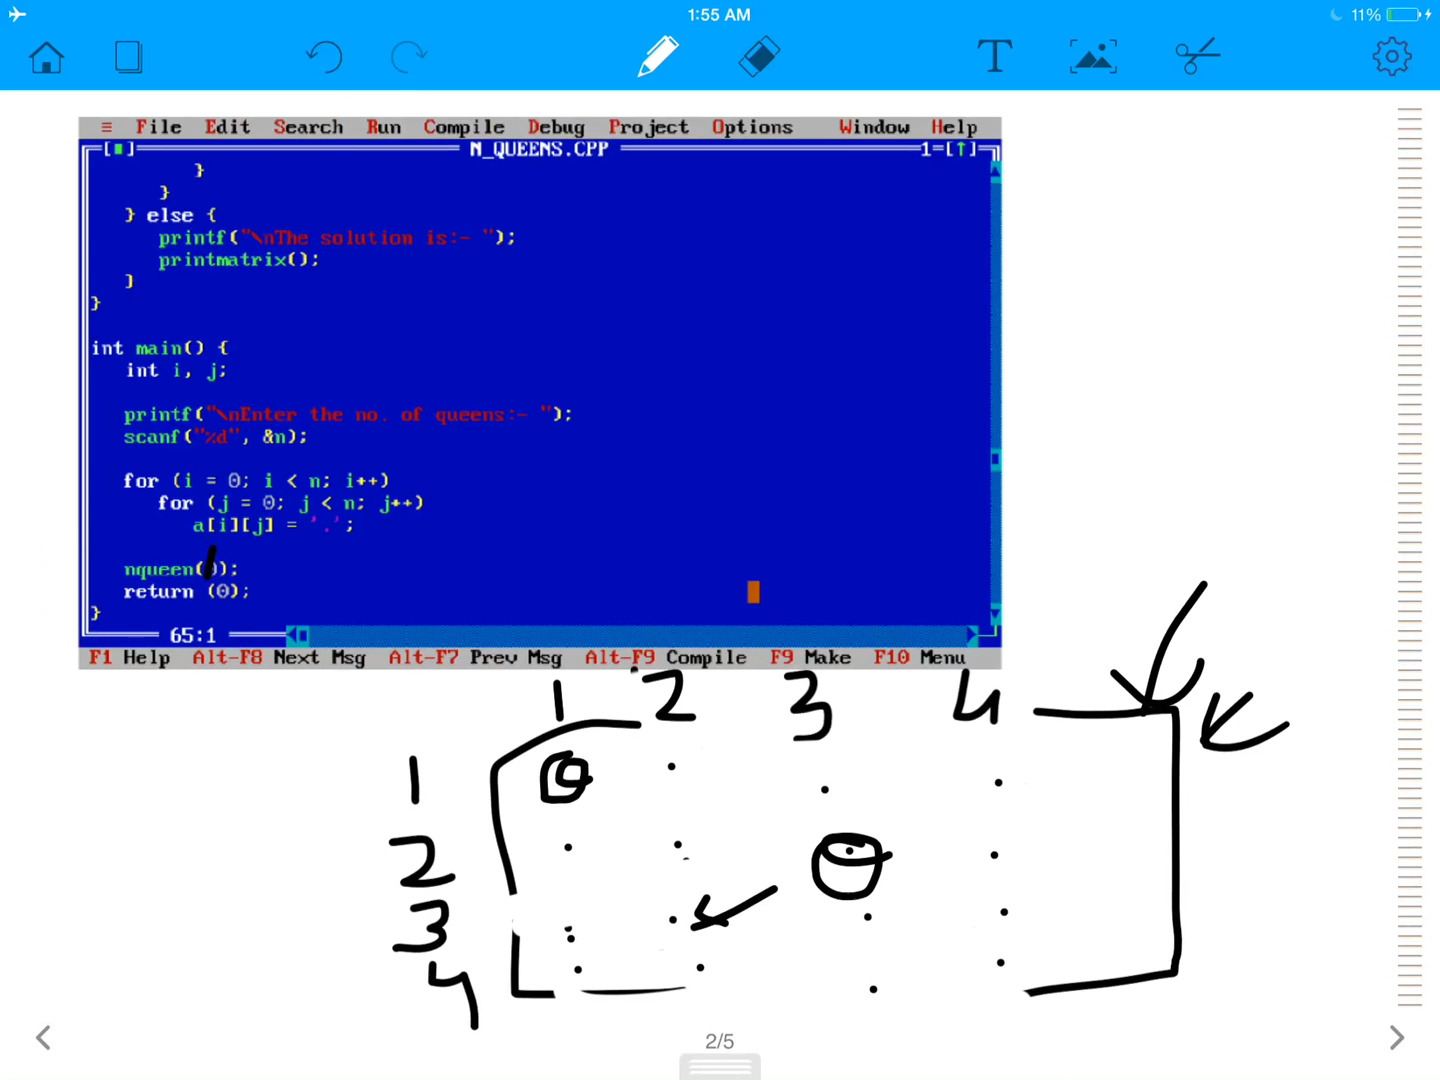 1:55 AM
11%
T
≡ File Edit Search Run Compile Debug Project Options Window Help
[■] N_QUEENS.CPP 1=[↑]
}
}
} else {
printf("\nThe solution is:- ");
printmatrix();
}
}
int main() {
int i, j;
printf("\nEnter the no. of queens:- ");
scanf("%d", &n);
for (i = 0; i < n; i++)
for (j = 0; j < n; j++)
a[i][j] = '.';
nqueen( );
return (0);
}
65:1
F1 Help Alt-F8 Next Msg Alt-F7 Prev Msg Alt-F9 Compile F9 Make F10 Menu
1 2 3 4
1
2
3
4
2/5